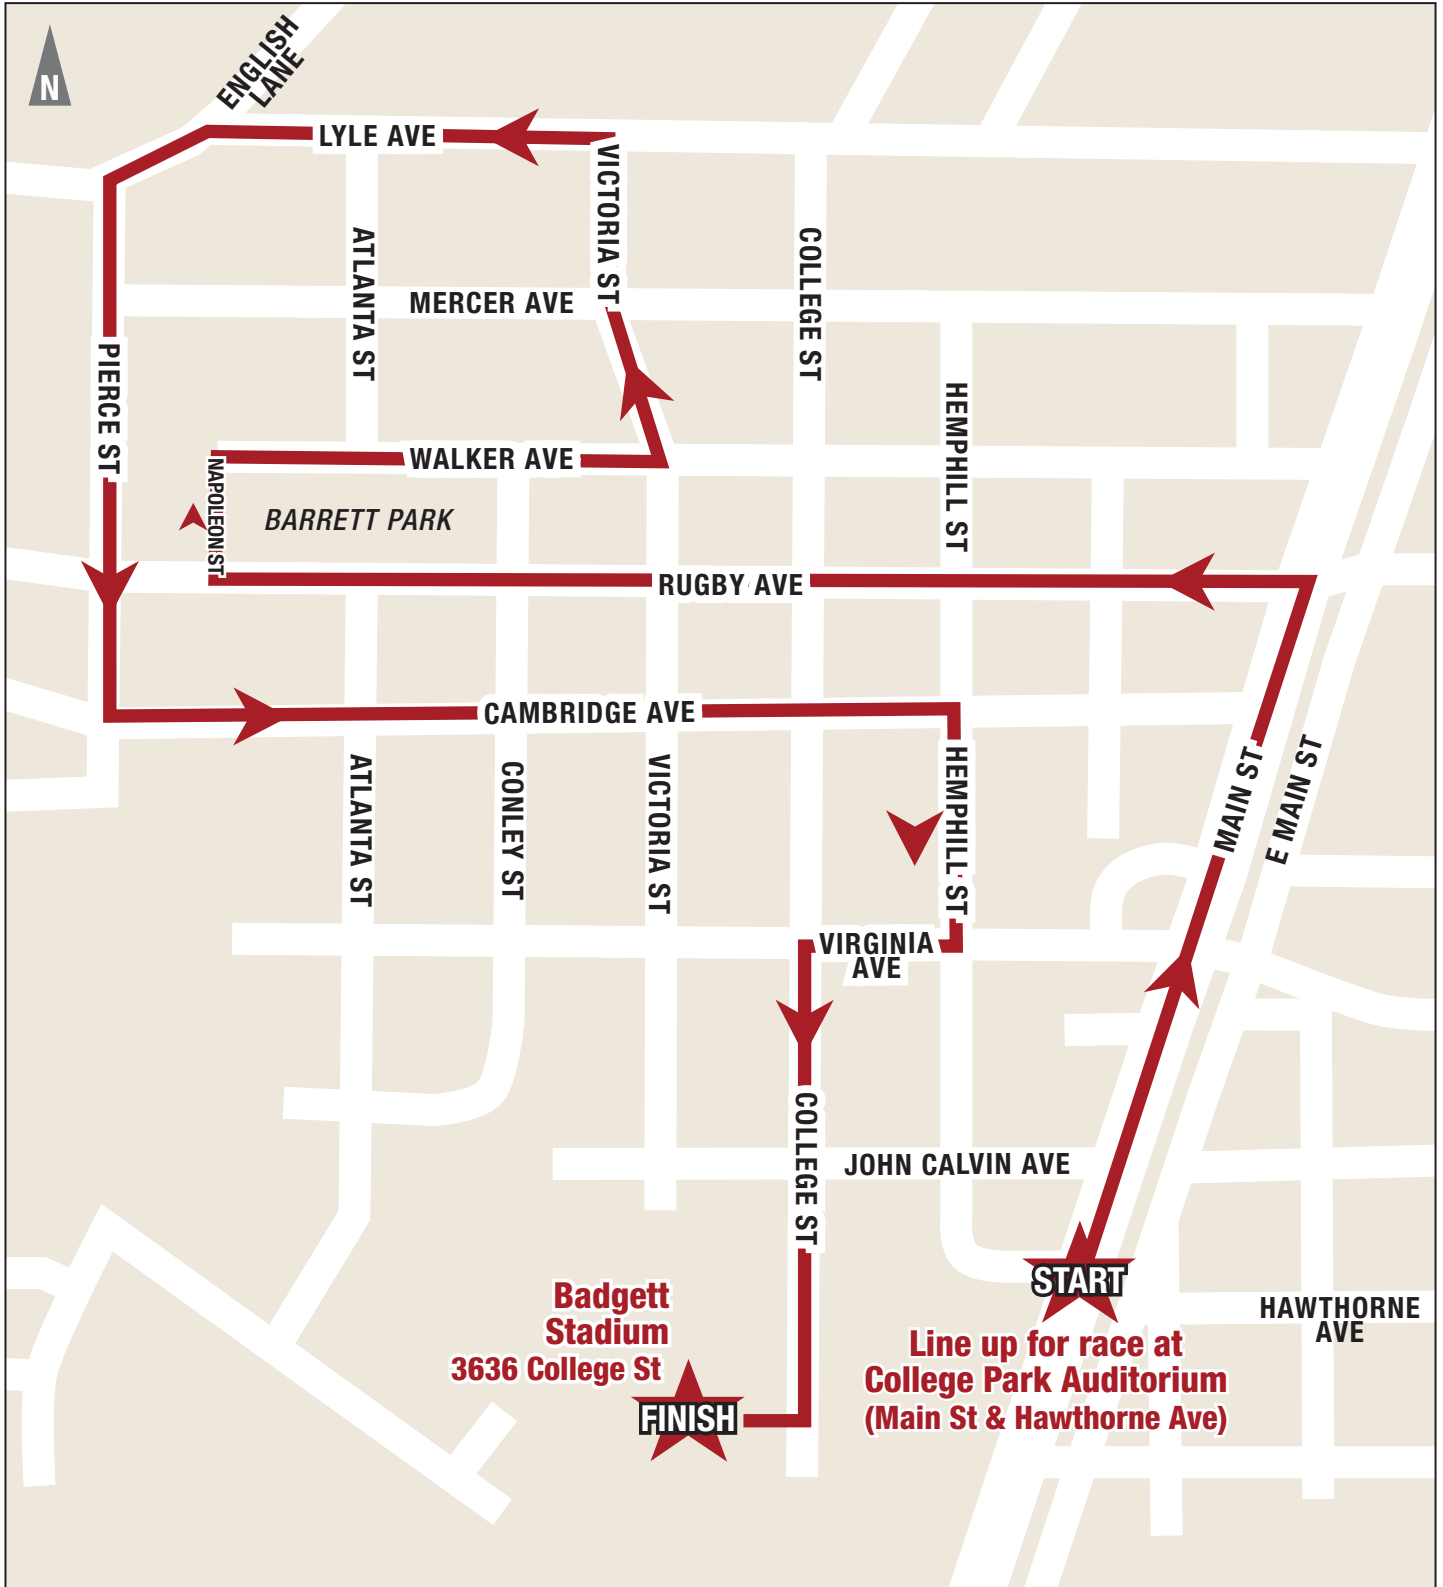 N
ENGLISH
LANE
LYLE AVE
VICTORIA ST
ATLANTA ST
COLLEGE ST
MERCER AVE
PIERCE ST
HEMPHILL ST
WALKER AVE
NAPOLEON ST
BARRETT PARK
RUGBY AVE
CAMBRIDGE AVE
MAIN ST
E MAIN ST
ATLANTA ST
CONLEY ST
VICTORIA ST
HEMPHILL ST
VIRGINIA
AVE
COLLEGE ST
JOHN CALVIN AVE
START
HAWTHORNE
AVE
Badgett
Stadium
3636 College St
FINISH
Line up for race at
College Park Auditorium
(Main St & Hawthorne Ave)